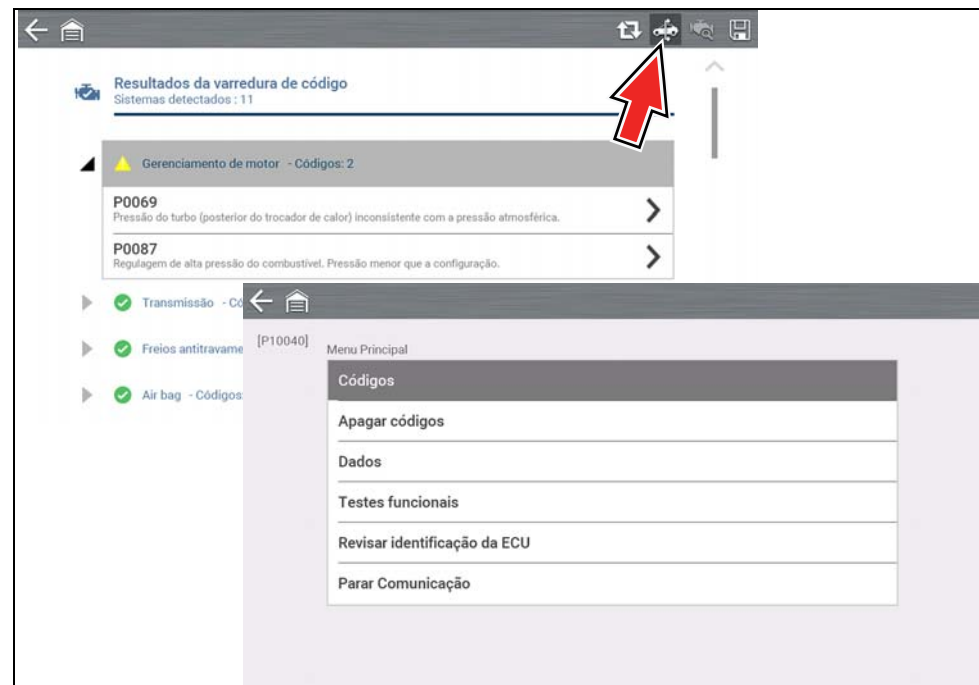 Resultados da varredura de código
Sistemas detectados : 11
Gerenciamento de motor - Códigos: 2
P0069
Pressão do turbo (posterior do trocador de calor) inconsistente com a pressão atmosférica.
P0087
Regulagem de alta pressão do combustível. Pressão menor que a configuração.
Transmissão - Có
Freios antitravame
Air bag - Códigos
[P10040]
Menu Principal
Códigos
Apagar códigos
Dados
Testes funcionais
Revisar identificação da ECU
Parar Comunicação